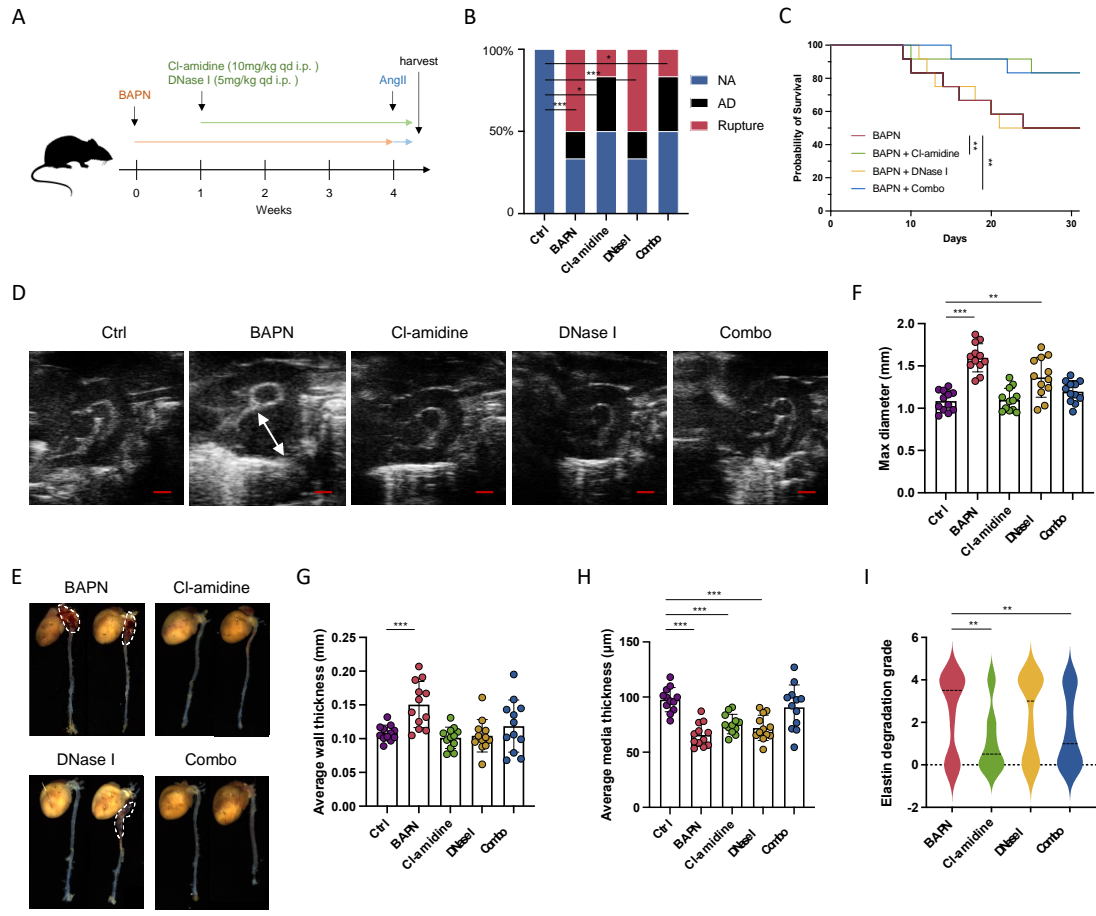 A
Cl-amidine (10mg/kg qd i.p. )
DNase I (5mg/kg qd i.p. )
BAPN
AngII
harvest
0 1 2 3 4
Weeks
B
100%
50%
0
*
***
*
***
NA
AD
Rupture
Ctrl
BAPN
Cl-amidine
DNase I
Combo
C
Probability of Survival
100
80
60
40
20
0
0 10 20 30
Days
BAPN
BAPN + Cl-amidine
BAPN + DNase I
BAPN + Combo
**
**
D
Ctrl BAPN Cl-amidine DNase I Combo
F
Max diameter (mm)
2.0
1.5
1.0
0.5
0.0
**
***
Ctrl
BAPN
Cl-amidine
DNase I
Combo
E
BAPN Cl-amidine
DNase I Combo
G
Average wall thickness (mm)
0.25
0.20
0.15
0.10
0.05
0.00
***
Ctrl
BAPN
Cl-amidine
DNase I
Combo
H
Average media thickness (μm)
150
100
50
0
***
***
***
Ctrl
BAPN
Cl-amidine
DNase I
Combo
I
Elastin degradation grade
6
4
2
0
-2
**
**
BAPN
Cl-amidine
DNase I
Combo